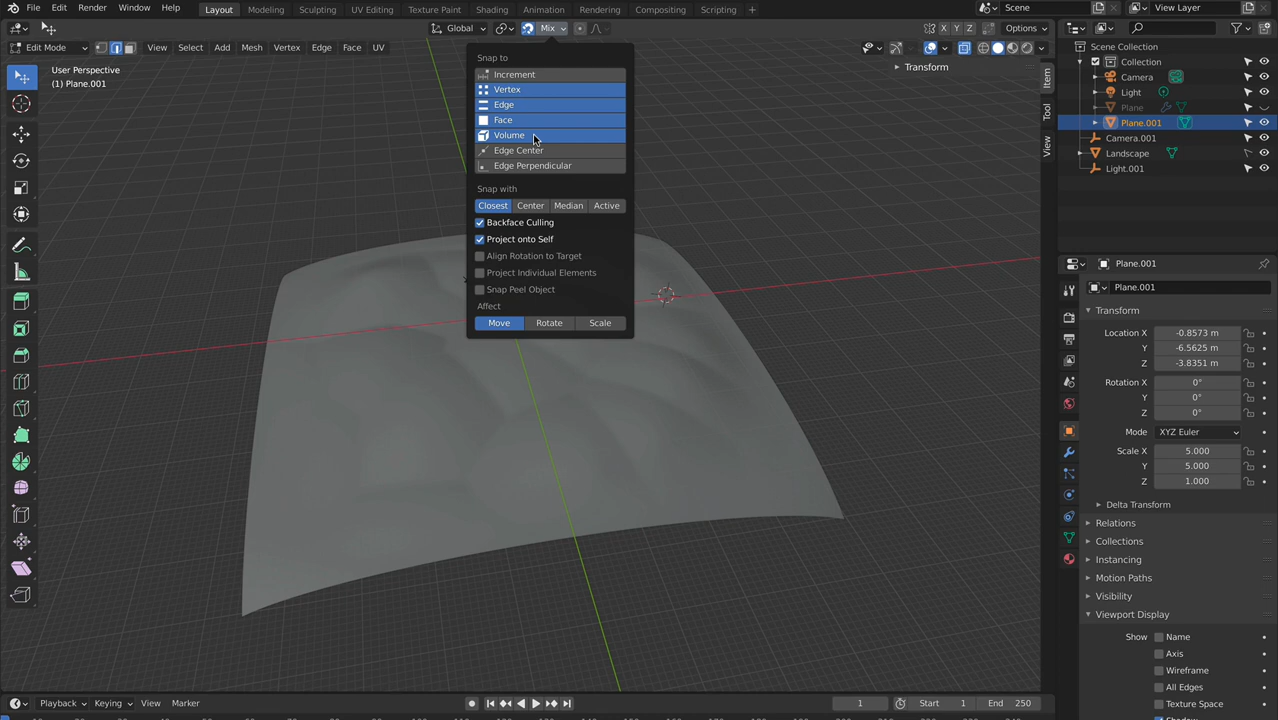 File Edit Render Window Help Layout Modeling Sculpting UV Editing Texture Paint Shading Animation Rendering Compositing Scripting + Scene View Layer
Global Mix Options
Edit Mode View Select Add Mesh Vertex Edge Face UV
User Perspective
(1) Plane.001
Snap to
Increment
Vertex
Edge
Face
Volume
Edge Center
Edge Perpendicular
Snap with
Closest Center Median Active
Backface Culling
Project onto Self
Align Rotation to Target
Project Individual Elements
Snap Peel Object
Affect
Move Rotate Scale
Transform
Item
Tool
View
X Y Z
Scene Collection
Collection
Camera
Light
Plane
Plane.001
Camera.001
Landscape
Light.001
Plane.001
Plane.001
Transform
Location X -0.8573 m
Y -6.5625 m
Z -3.8351 m
Rotation X 0°
Y 0°
Z 0°
Mode XYZ Euler
Scale X 5.000
Y 5.000
Z 1.000
Delta Transform
Relations
Collections
Instancing
Motion Paths
Visibility
Viewport Display
Show Name
Axis
Wireframe
All Edges
Texture Space
Playback Keying View Marker 1 Start 1 End 250